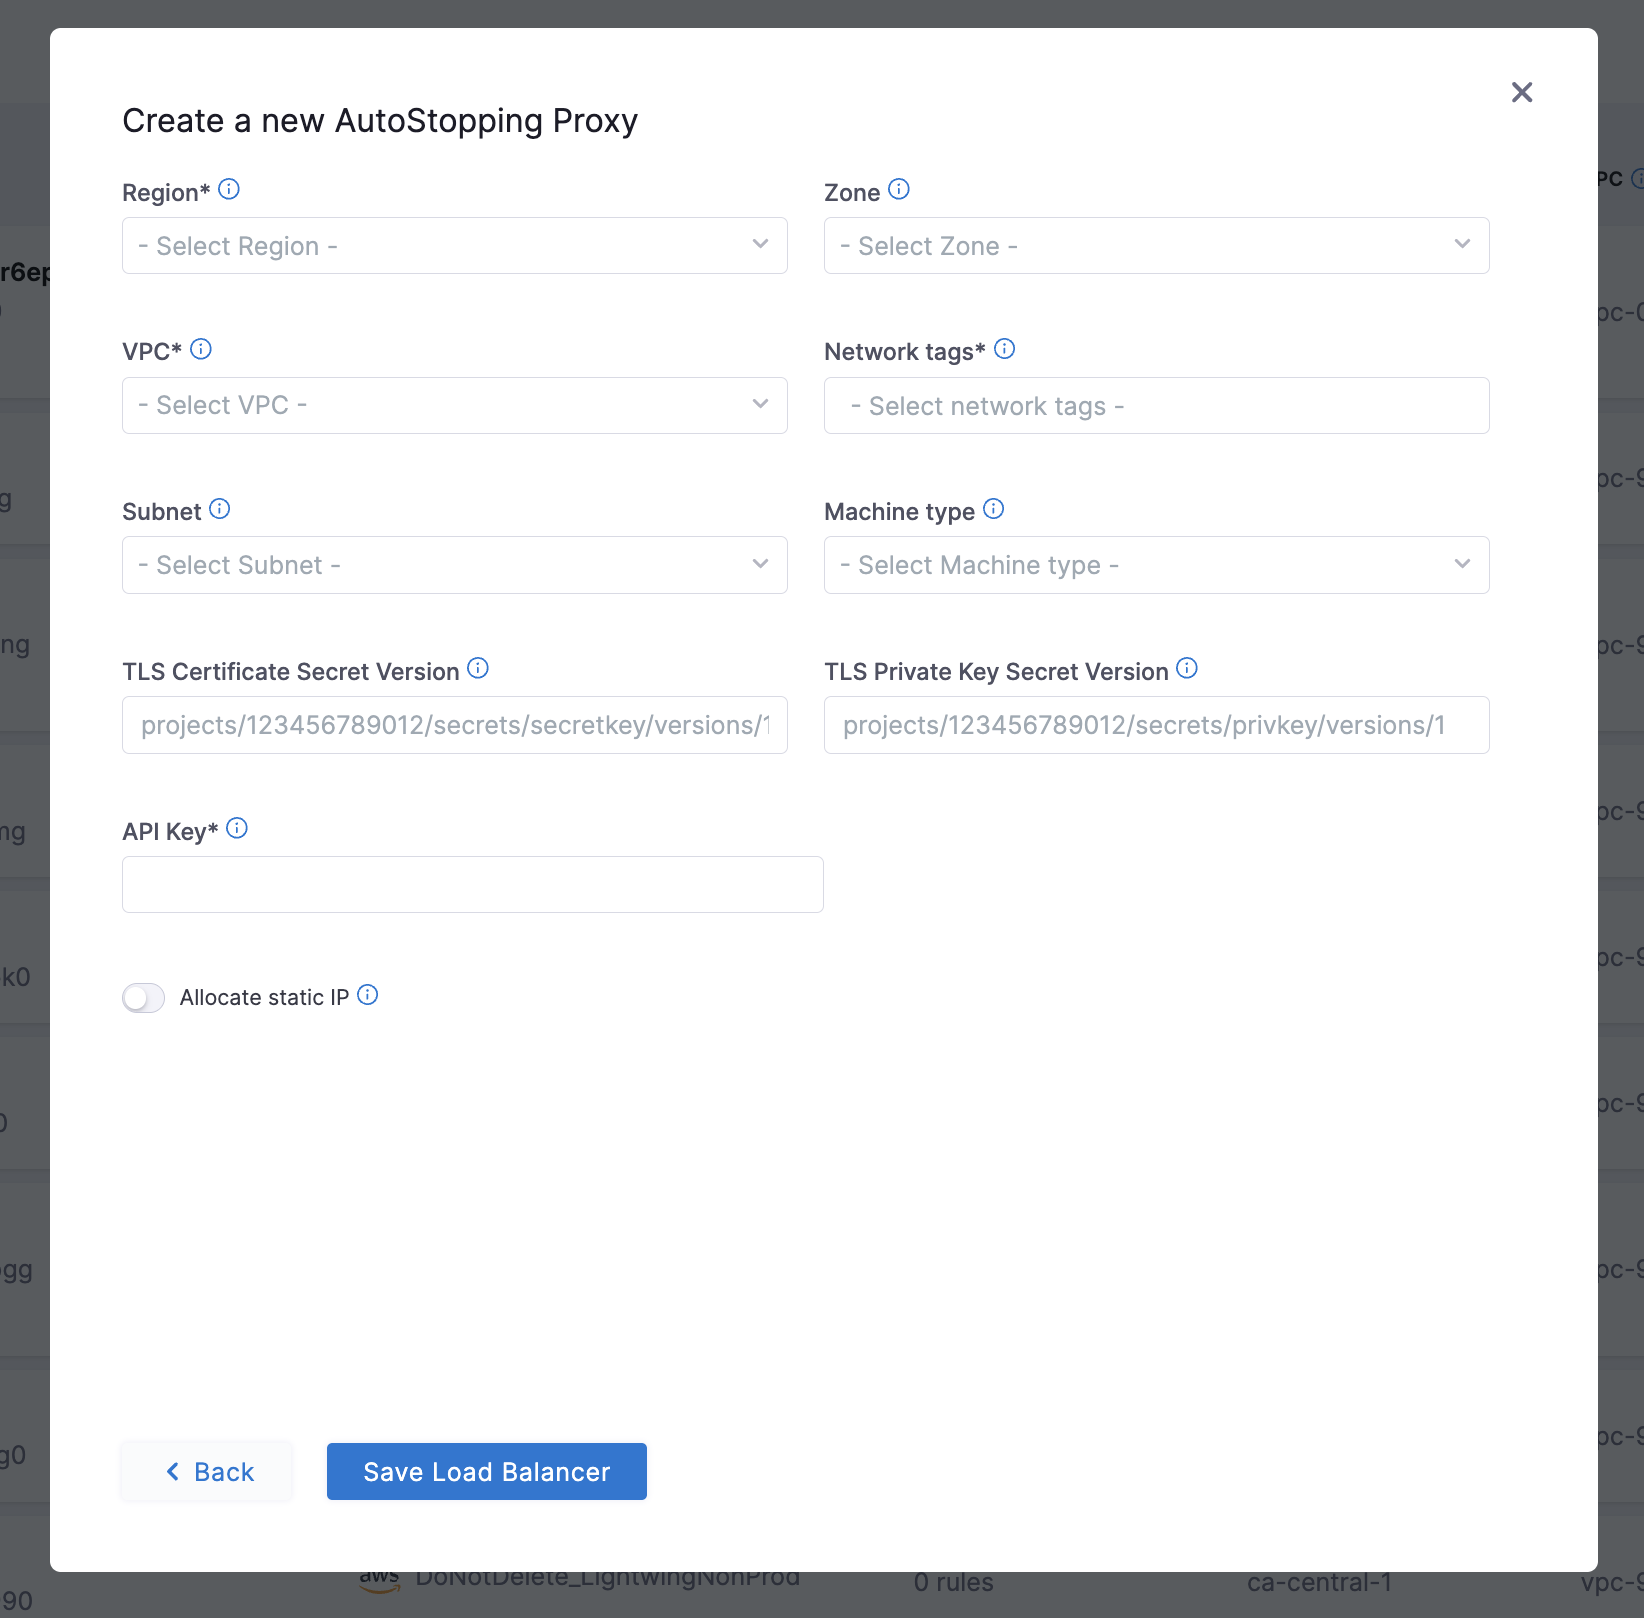 Create a new AutoStopping Proxy
Region*
Zone
- Select Region -
- Select Zone -
VPC*
Network tags*
- Select VPC -
- Select network tags -
Subnet
Machine type
- Select Subnet -
- Select Machine type -
TLS Certificate Secret Version
TLS Private Key Secret Version
projects/123456789012/secrets/secretkey/versions/1
projects/123456789012/secrets/privkey/versions/1
API Key*
Allocate static IP
Back
Save Load Balancer
aws DoNotDelete_LightwingNonProd 0 rules ca-central-1